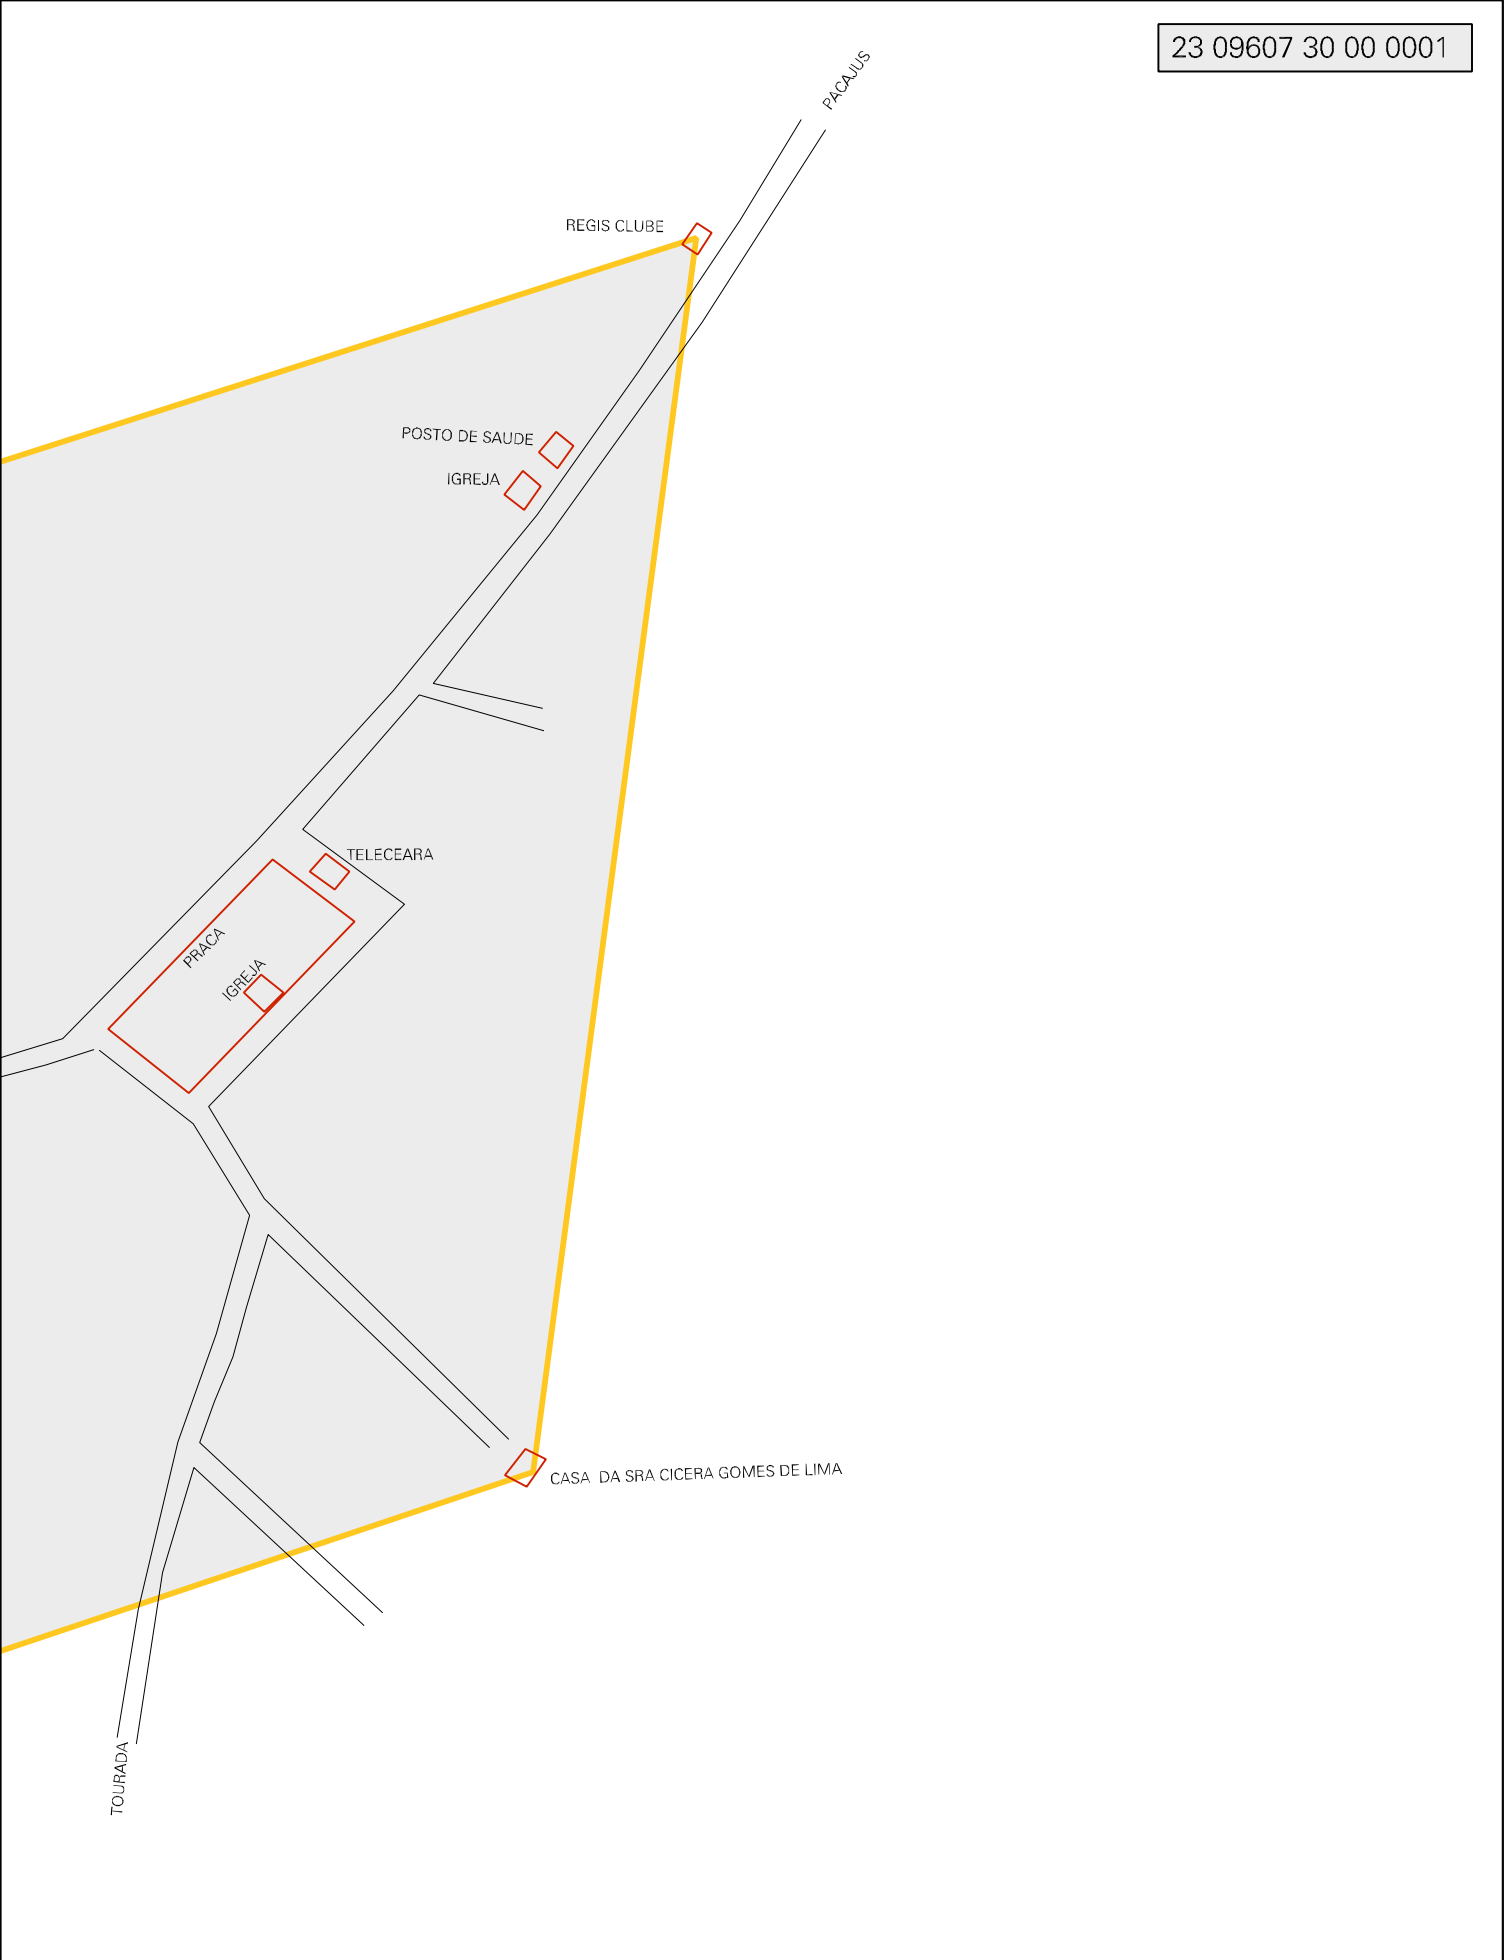 23 09607 30 00 0001
PACAJUS
REGIS CLUBE
POSTO DE SAUDE
IGREJA
TELECEARA
PRACA
IGREJA
CASA DA SRA CICERA GOMES DE LIMA
TOURADA